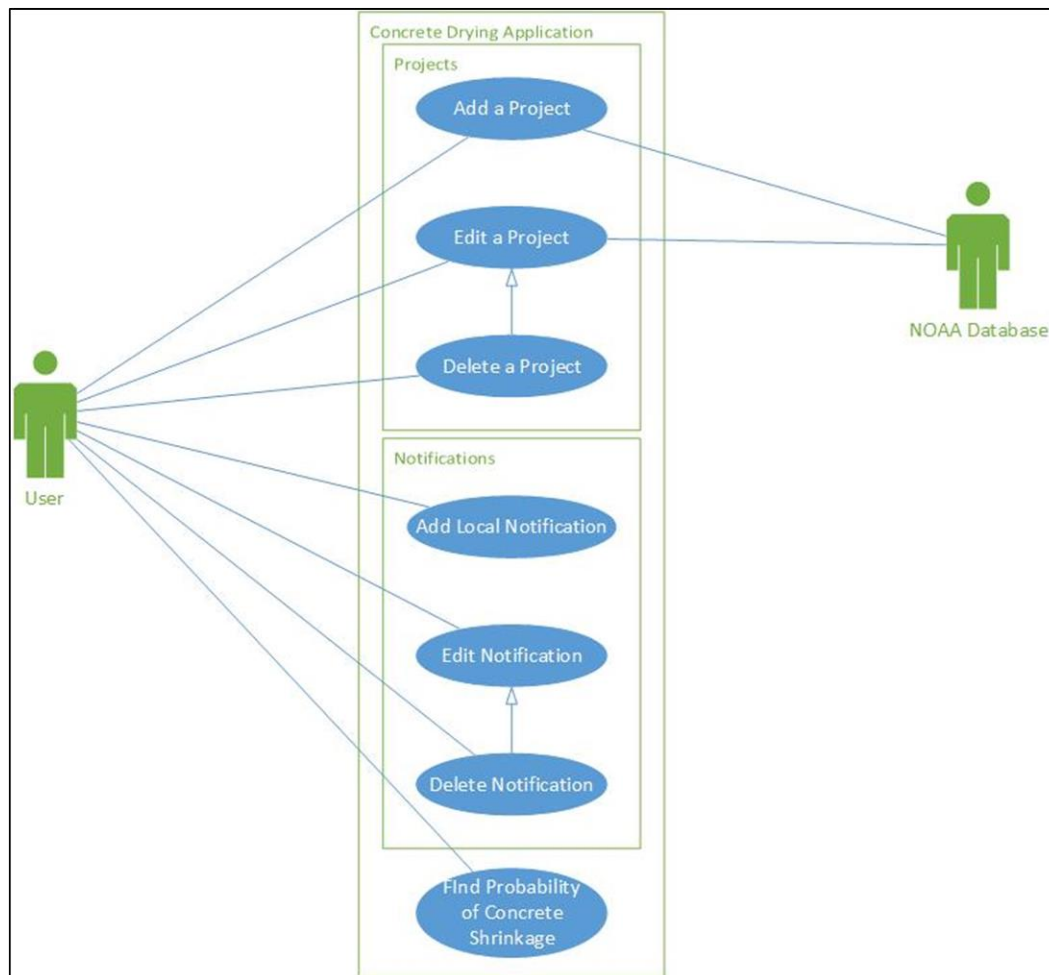 Concrete Drying Application
Projects
Add a Project
Edit a Project
Delete a Project
NOAA Database
User
Notifications
Add Local Notification
Edit Notification
Delete Notification
FInd Probability
of Concrete
Shrinkage